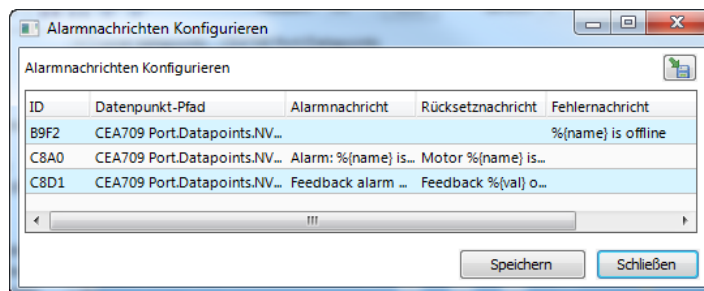 Alarmnachrichten Konfigurieren
Alarmnachrichten Konfigurieren
ID Datenpunkt-Pfad Alarmnachricht Rücksetznachricht Fehlernachricht
B9F2 CEA709 Port.Datapoints.NV... %{name} is offline
C8A0 CEA709 Port.Datapoints.NV... Alarm: %{name} is... Motor %{name} is...
C8D1 CEA709 Port.Datapoints.NV... Feedback alarm ... Feedback %{val} o...
Speichern Schließen